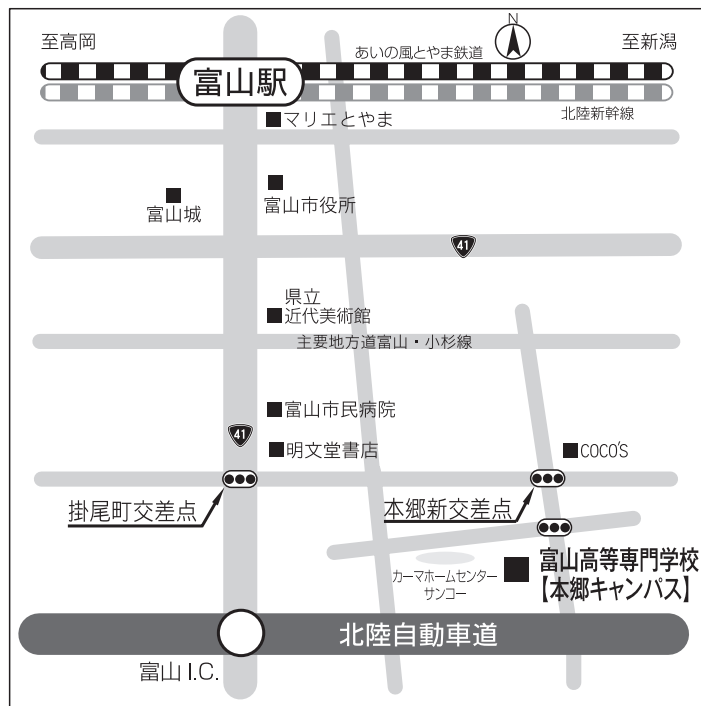 至高岡
あいの風とやま鉄道
N
至新潟
富山駅
北陸新幹線
マリエとやま
富山城
富山市役所
41
県立
近代美術館
主要地方道富山・小杉線
富山市民病院
41
明文堂書店
COCO'S
掛尾町交差点
本郷新交差点
カーマホームセンター
サンコー
富山高等専門学校
【本郷キャンパス】
北陸自動車道
富山I.C.